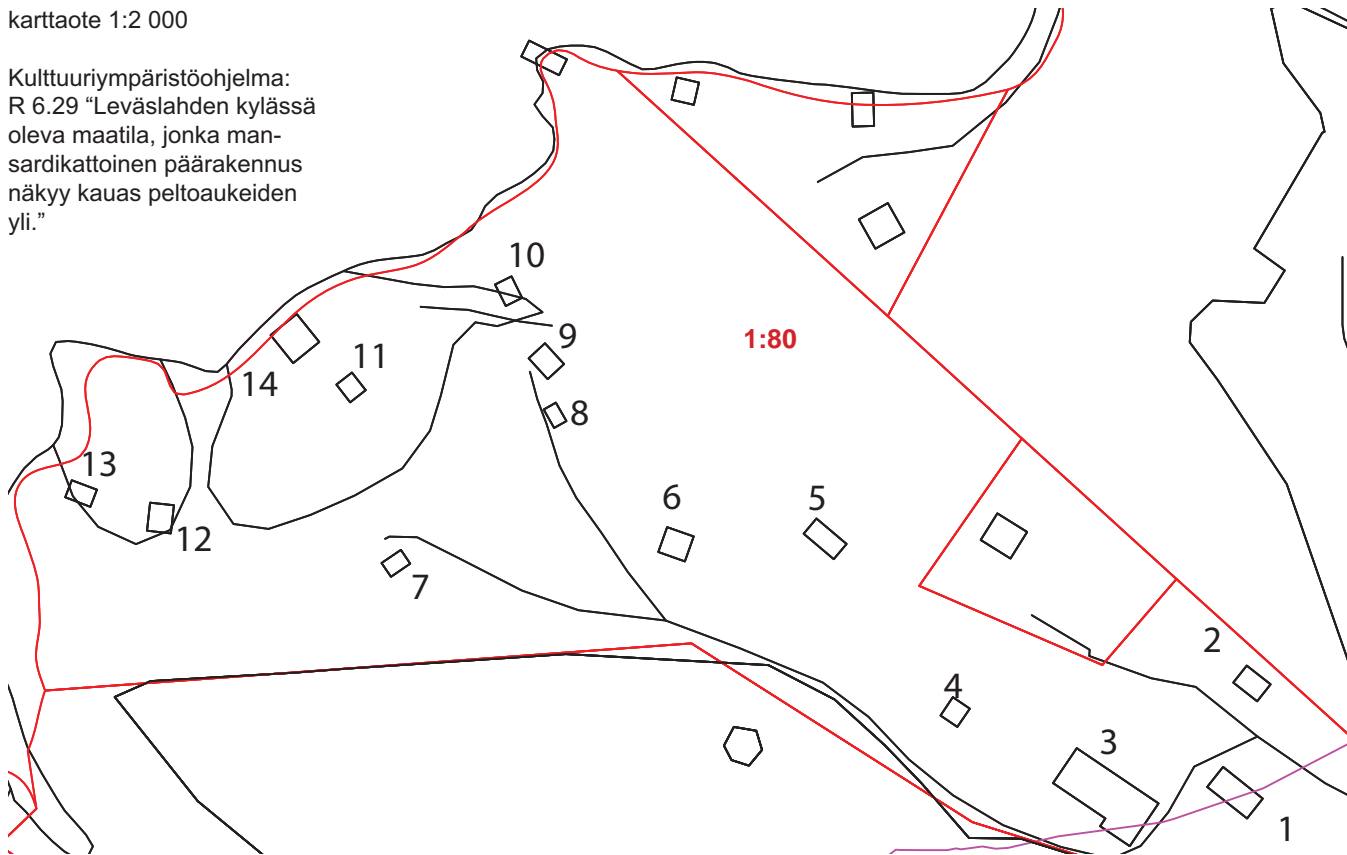 karttaote 1:2 000
Kulttuuriympäristöohjelma:
R 6.29 “Leväslahden kylässä
oleva maatila, jonka man-
sardikattoinen päärakennus
näkyy kauas peltoaukeiden
yli.”
10
9
1:80
11
14
8
13
6
5
12
7
2
4
3
1